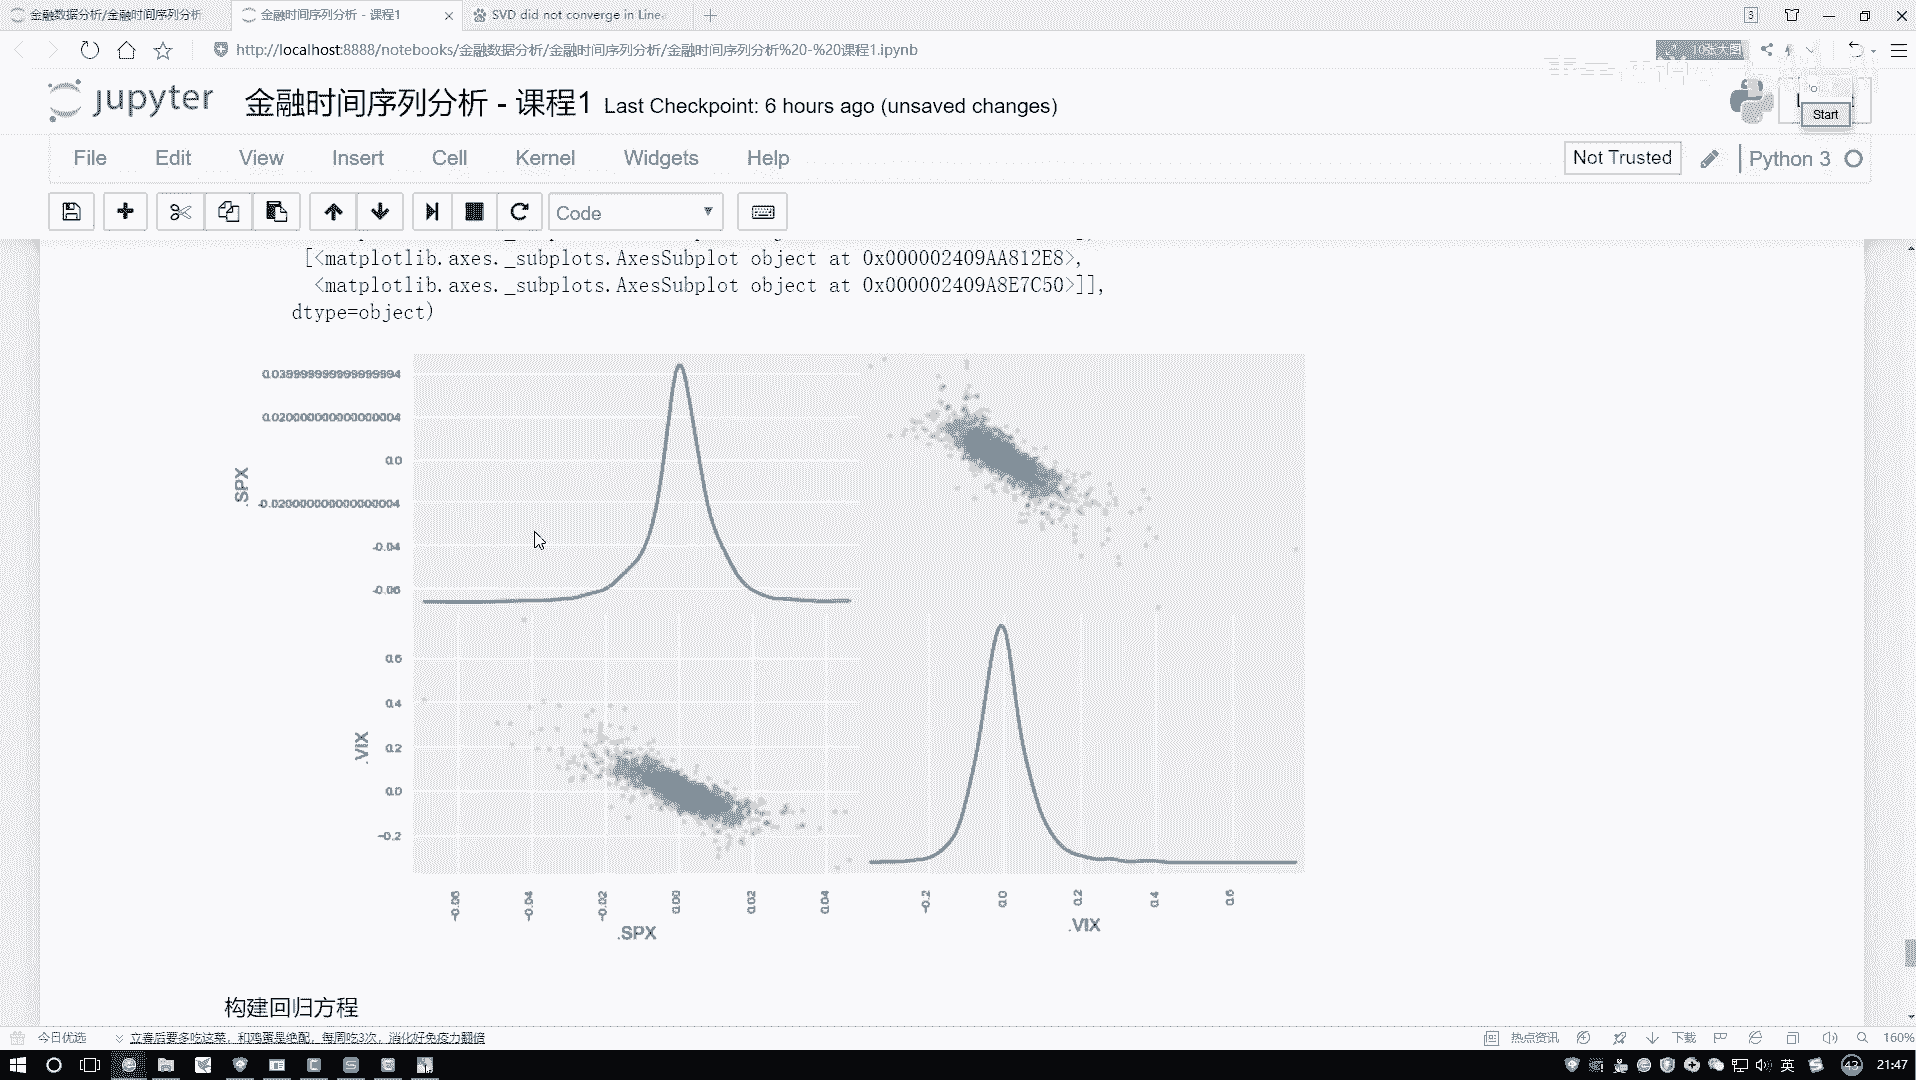 金融数据分析/金融时间序列分析
金融时间序列分析 - 课程1
SVD did not converge in Line
3
http://localhost:8888/notebooks/金融数据分析/金融时间序列分析/金融时间序列分析%20-%20课程1.ipynb
10张大图
jupyter 金融时间序列分析 - 课程1 Last Checkpoint: 6 hours ago (unsaved changes)
Start
File Edit View Insert Cell Kernel Widgets Help
Not Trusted
Python 3
Code
[<matplotlib.axes._subplots.AxesSubplot object at 0x000002409AA812E8>,
<matplotlib.axes._subplots.AxesSubplot object at 0x000002409A8E7C50>]],
dtype=object)
0.0
-0.020000000000000004
0.020000000000000004
-0.04
-0.06
.SPX
0.6
0.4
0.2
0.0
-0.2
.VIX
-0.06 -0.04 -0.02 0.00 0.02 0.04
-0.2 0.0 0.2 0.4 0.6
.SPX
.VIX
构建回归方程
今日优选
立春后要多吃这菜，和鸡蛋是绝配，每周吃3次，消化好免疫力翻倍
热点资讯
下载
160%
英
43
21:47